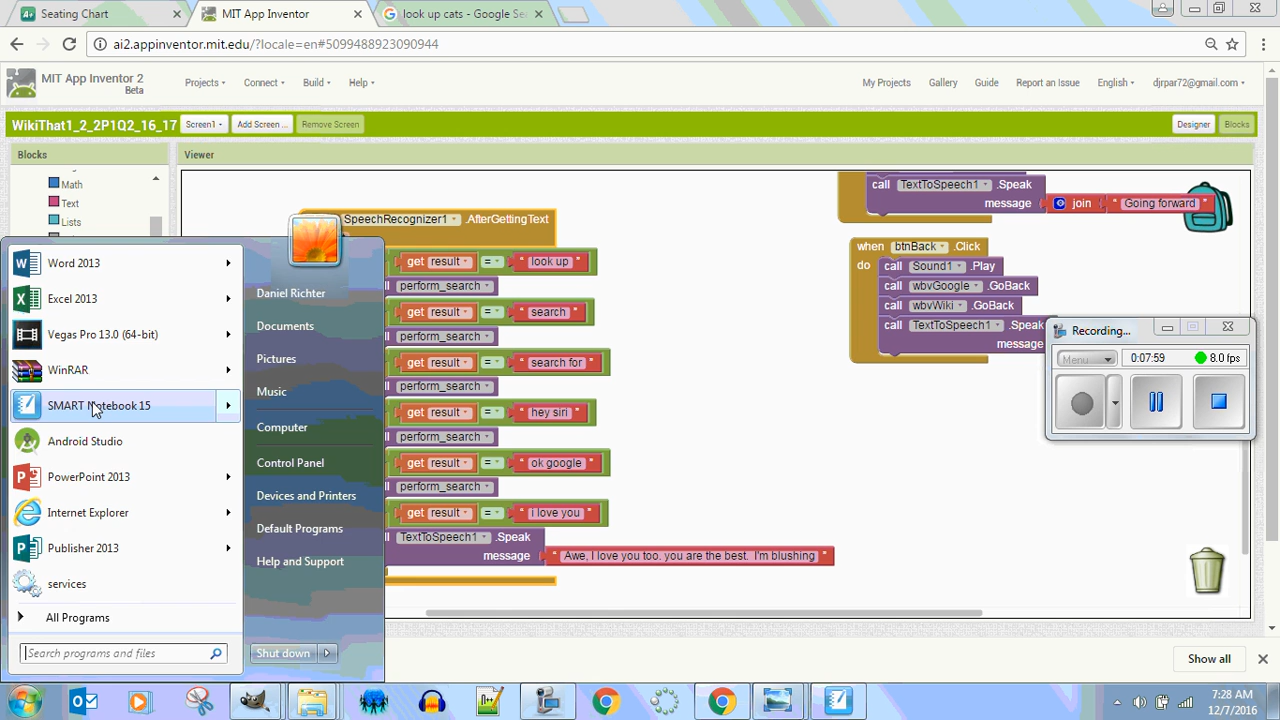 Seating Chart
MIT App Inventor
look up cats - Google Se
ai2.appinventor.mit.edu/?locale=en#5099488923090944
MIT App Inventor 2
Beta
Projects
Connect
Build
Help
My Projects
Gallery
Guide
Report an Issue
English
dirpar72@gmail.com
WikiThat1_2_2P1Q2_16_17
Screen1
Add Screen ...
Remove Screen
Designer
Blocks
Blocks
Viewer
Math
Text
Lists
SpeechRecognizer1 .AfterGettingText
get result = " look up "
perform_search
get result = " search "
perform_search
get result = " search for "
perform_search
get result = " hey siri "
perform_search
get result = " ok google "
perform_search
get result = " i love you "
TextToSpeech1 .Speak
message " Awe, I love you too. you are the best. I'm blushing "
call TextToSpeech1 .Speak
message join " Going forward "
when btnBack .Click
do call Sound1 .Play
call wbvGoogle .GoBack
call wbvWiki .GoBack
call TextToSpeech1 .Speak
message
Recording...
Menu
0:07:59
8.0 fps
Word 2013
Excel 2013
Vegas Pro 13.0 (64-bit)
WinRAR
SMART Notebook 15
Android Studio
PowerPoint 2013
Internet Explorer
Publisher 2013
services
All Programs
Search programs and files
Daniel Richter
Documents
Pictures
Music
Computer
Control Panel
Devices and Printers
Default Programs
Help and Support
Shut down
Show all
7:28 AM
12/7/2016